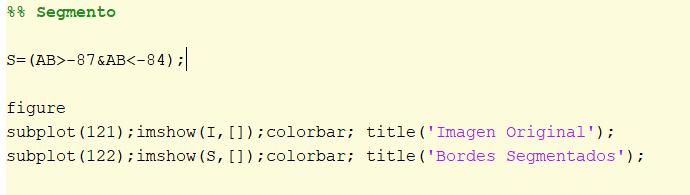 %% Segmento
S=(AB>-87&AB<-84);
figure
subplot(121);imshow(I,[]);colorbar; title('Imagen Original');
subplot(122);imshow(S,[]);colorbar; title('Bordes Segmentados');